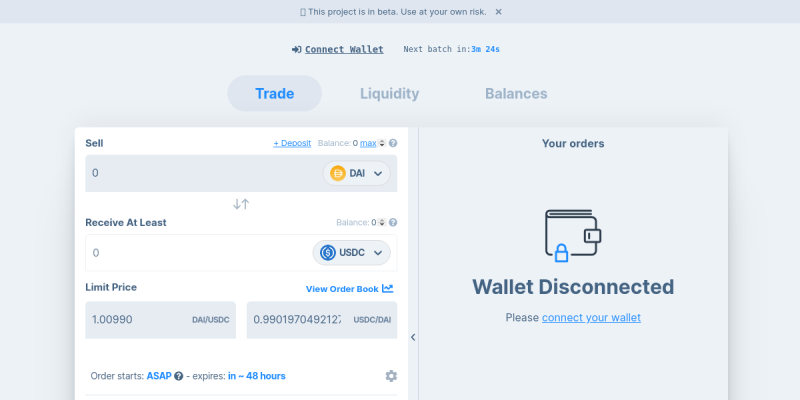 This project is in beta. Use at your own risk. ×
Connect Wallet Next batch in:3m 24s
Trade Liquidity Balances
Sell + Deposit Balance: 0 max
0 DAI
Receive At Least Balance: 0
0 USDC
Limit Price View Order Book
1.00990 DAI/USDC 0.9901970492127 USDC/DAI
Order starts: ASAP - expires: in ~ 48 hours
Your orders
Wallet Disconnected
Please connect your wallet